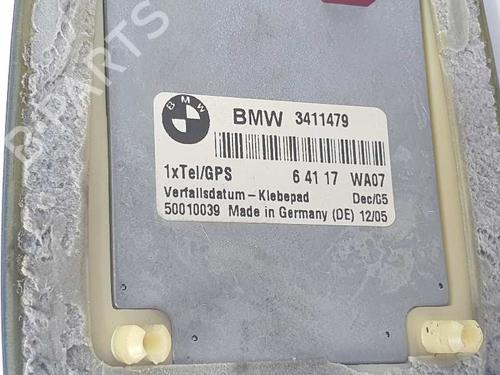 B-PARTS
BMW
BMW 3411479
1xTel/GPS 6 41 17 WA07
Verfallsdatum - Klebepad Dec/05
50010039 Made in Germany (DE) 12/05